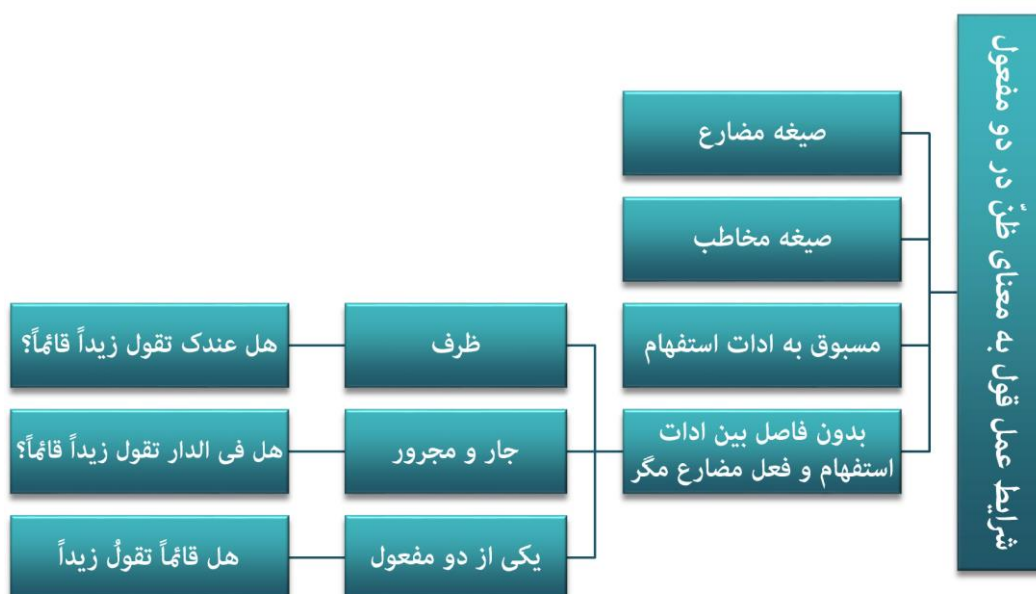 شرایط عمل قول به معنای ظنّ در دو مفعول
صیغه مضارع
صیغه مخاطب
مسبوق به ادات استفهام
بدون فاصل بین ادات
استفهام و فعل مضارع مگر
ظرف
هل عندک تقول زیداً قائماً؟
جار و مجرور
هل فی الدار تقول زیداً قائماً؟
یکی از دو مفعول
هل قائماً تقولُ زیداً